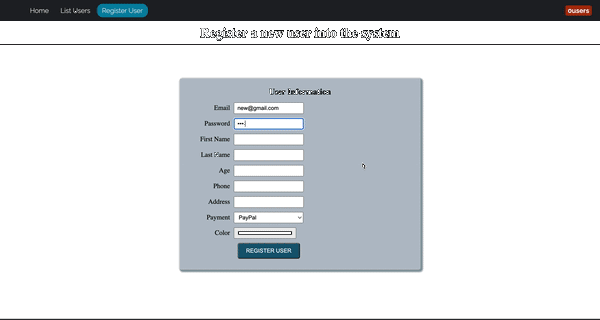 Home List Users Register User ousers
Register a new user into the system
User Information
Email new@gmail.com
Password •••
First Name
Last Name
Age
Phone
Address
Payment PayPal
Color
REGISTER USER